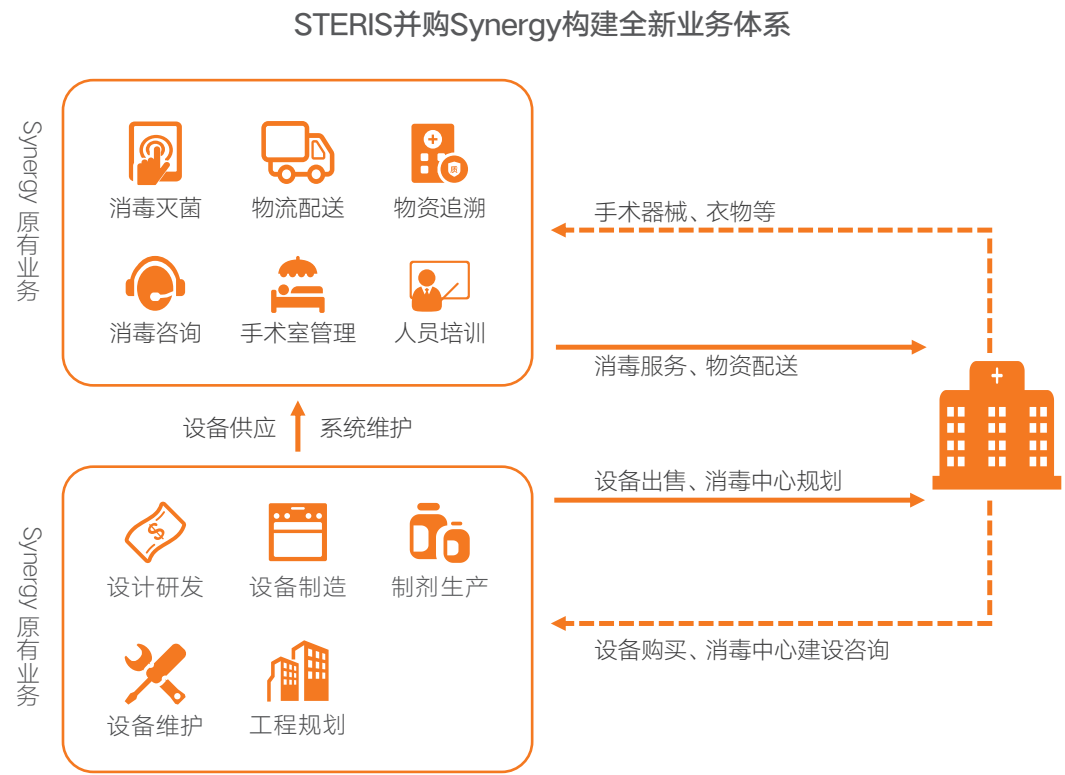 STERIS并购Synergy构建全新业务体系
Synergy 原有业务
消毒灭菌
物流配送
质
物资追溯
消毒咨询
手术室管理
人员培训
手术器械、衣物等
消毒服务、物资配送
设备供应
系统维护
Synergy 原有业务
$
设计研发
设备制造
制剂生产
设备维护
工程规划
设备出售、消毒中心规划
设备购买、消毒中心建设咨询